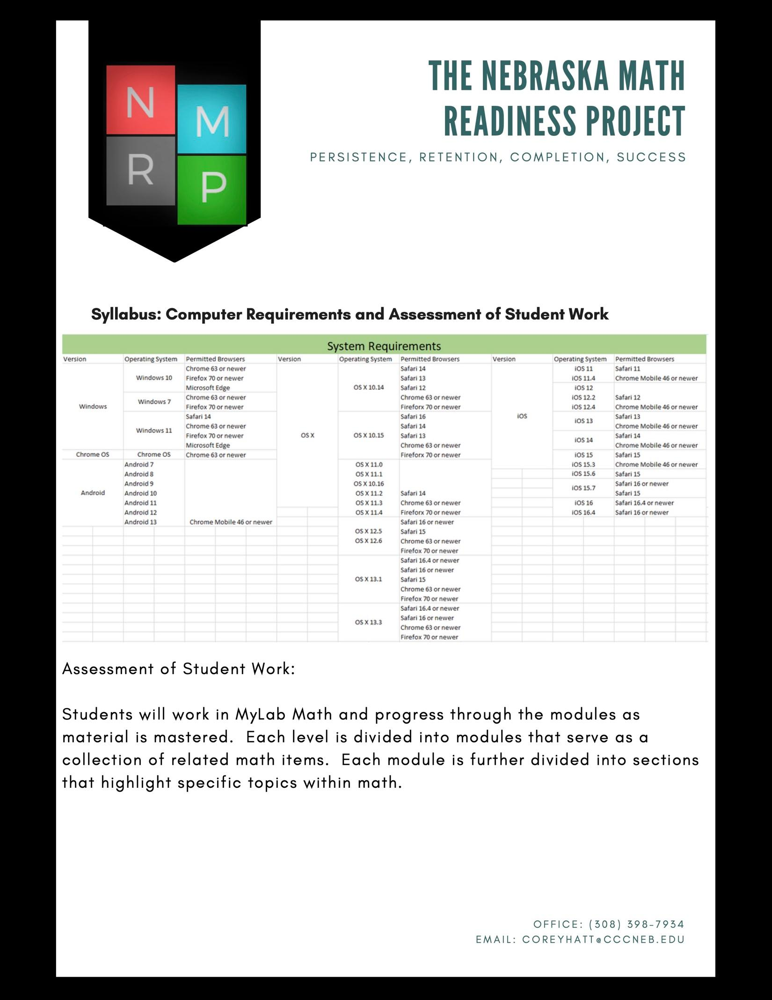 N
M
R
P
THE NEBRASKA MATH
READINESS PROJECT
PERSISTENCE, RETENTION, COMPLETION, SUCCESS
Syllabus: Computer Requirements and Assessment of Student Work
System Requirements
Version Operating System Permitted Browsers Version Operating System Permitted Browsers Version Operating System Permitted Browsers
Chrome 63 or newer Safari 14 iOS 11 Safari 11
Windows 10 Firefox 70 or newer Safari 13 iOS 11.4 Chrome Mobile 46 or newer
Microsoft Edge OS X 10.14 Safari 12 iOS 12
Windows 7 Chrome 63 or newer Chrome 63 or newer iOS 12.2 Safari 12
Windows Firefox 70 or newer Fireforx 70 or newer iOS 12.4 Chrome Mobile 46 or newer
Safari 14 Safari 16 iOS iOS 13 Safari 13
Windows 11 Chrome 63 or newer Safari 14 Chrome Mobile 46 or newer
Firefox 70 or newer OS X OS X 10.15 Safari 13 iOS 14 Safari 14
Microsoft Edge Chrome 63 or newer Chrome Mobile 46 or newer
Chrome OS Chrome OS Chrome 63 or newer Fireforx 70 or newer iOS 15 Safari 15
Android 7 OS X 11.0 iOS 15.3 Chrome Mobile 46 or newer
Android 8 OS X 11.1 iOS 15.6 Safari 15
Android 9 OS X 10.16 iOS 15.7 Safari 16 or newer
Android Android 10 OS X 11.2 Safari 14 Safari 15
Android 11 OS X 11.3 Chrome 63 or newer iOS 16 Safari 16.4 or newer
Android 12 OS X 11.4 Fireforx 70 or newer iOS 16.4 Safari 16 or newer
Android 13 Chrome Mobile 46 or newer Safari 16 or newer
OS X 12.5 Safari 15
OS X 12.6 Chrome 63 or newer
Firefox 70 or newer
Safari 16.4 or newer
Safari 16 or newer
OS X 13.1 Safari 15
Chrome 63 or newer
Firefox 70 or newer
Safari 16.4 or newer
OS X 13.3 Safari 16 or newer
Chrome 63 or newer
Firefox 70 or newer
Assessment of Student Work:
Students will work in MyLab Math and progress through the modules as
material is mastered. Each level is divided into modules that serve as a
collection of related math items. Each module is further divided into sections
that highlight specific topics within math.
OFFICE: (308) 398-7934
EMAIL: COREYHATT@CCCNEB.EDU